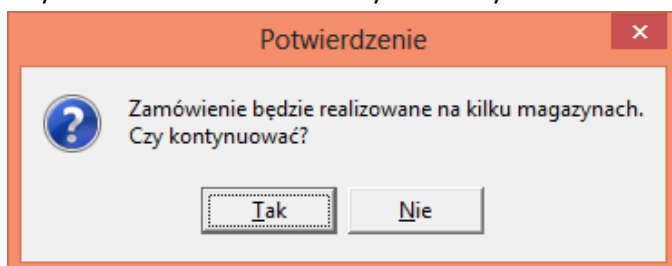 Potwierdzenie
Zamówienie będzie realizowane na kilku magazynach.
Czy kontynuować?
Tak
Nie